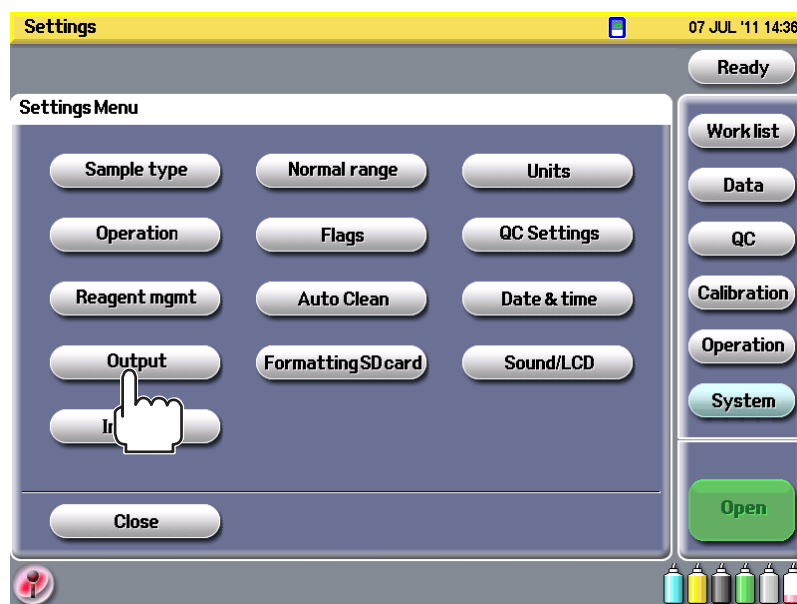 Settings 07 JUL '11 14:36
Ready
Settings Menu
Work list
Sample type Normal range Units
Data
Operation Flags QC Settings
QC
Reagent mgmt Auto Clean Date & time
Calibration
Operation
Output Formatting SD card Sound/LCD
System
Close
Open